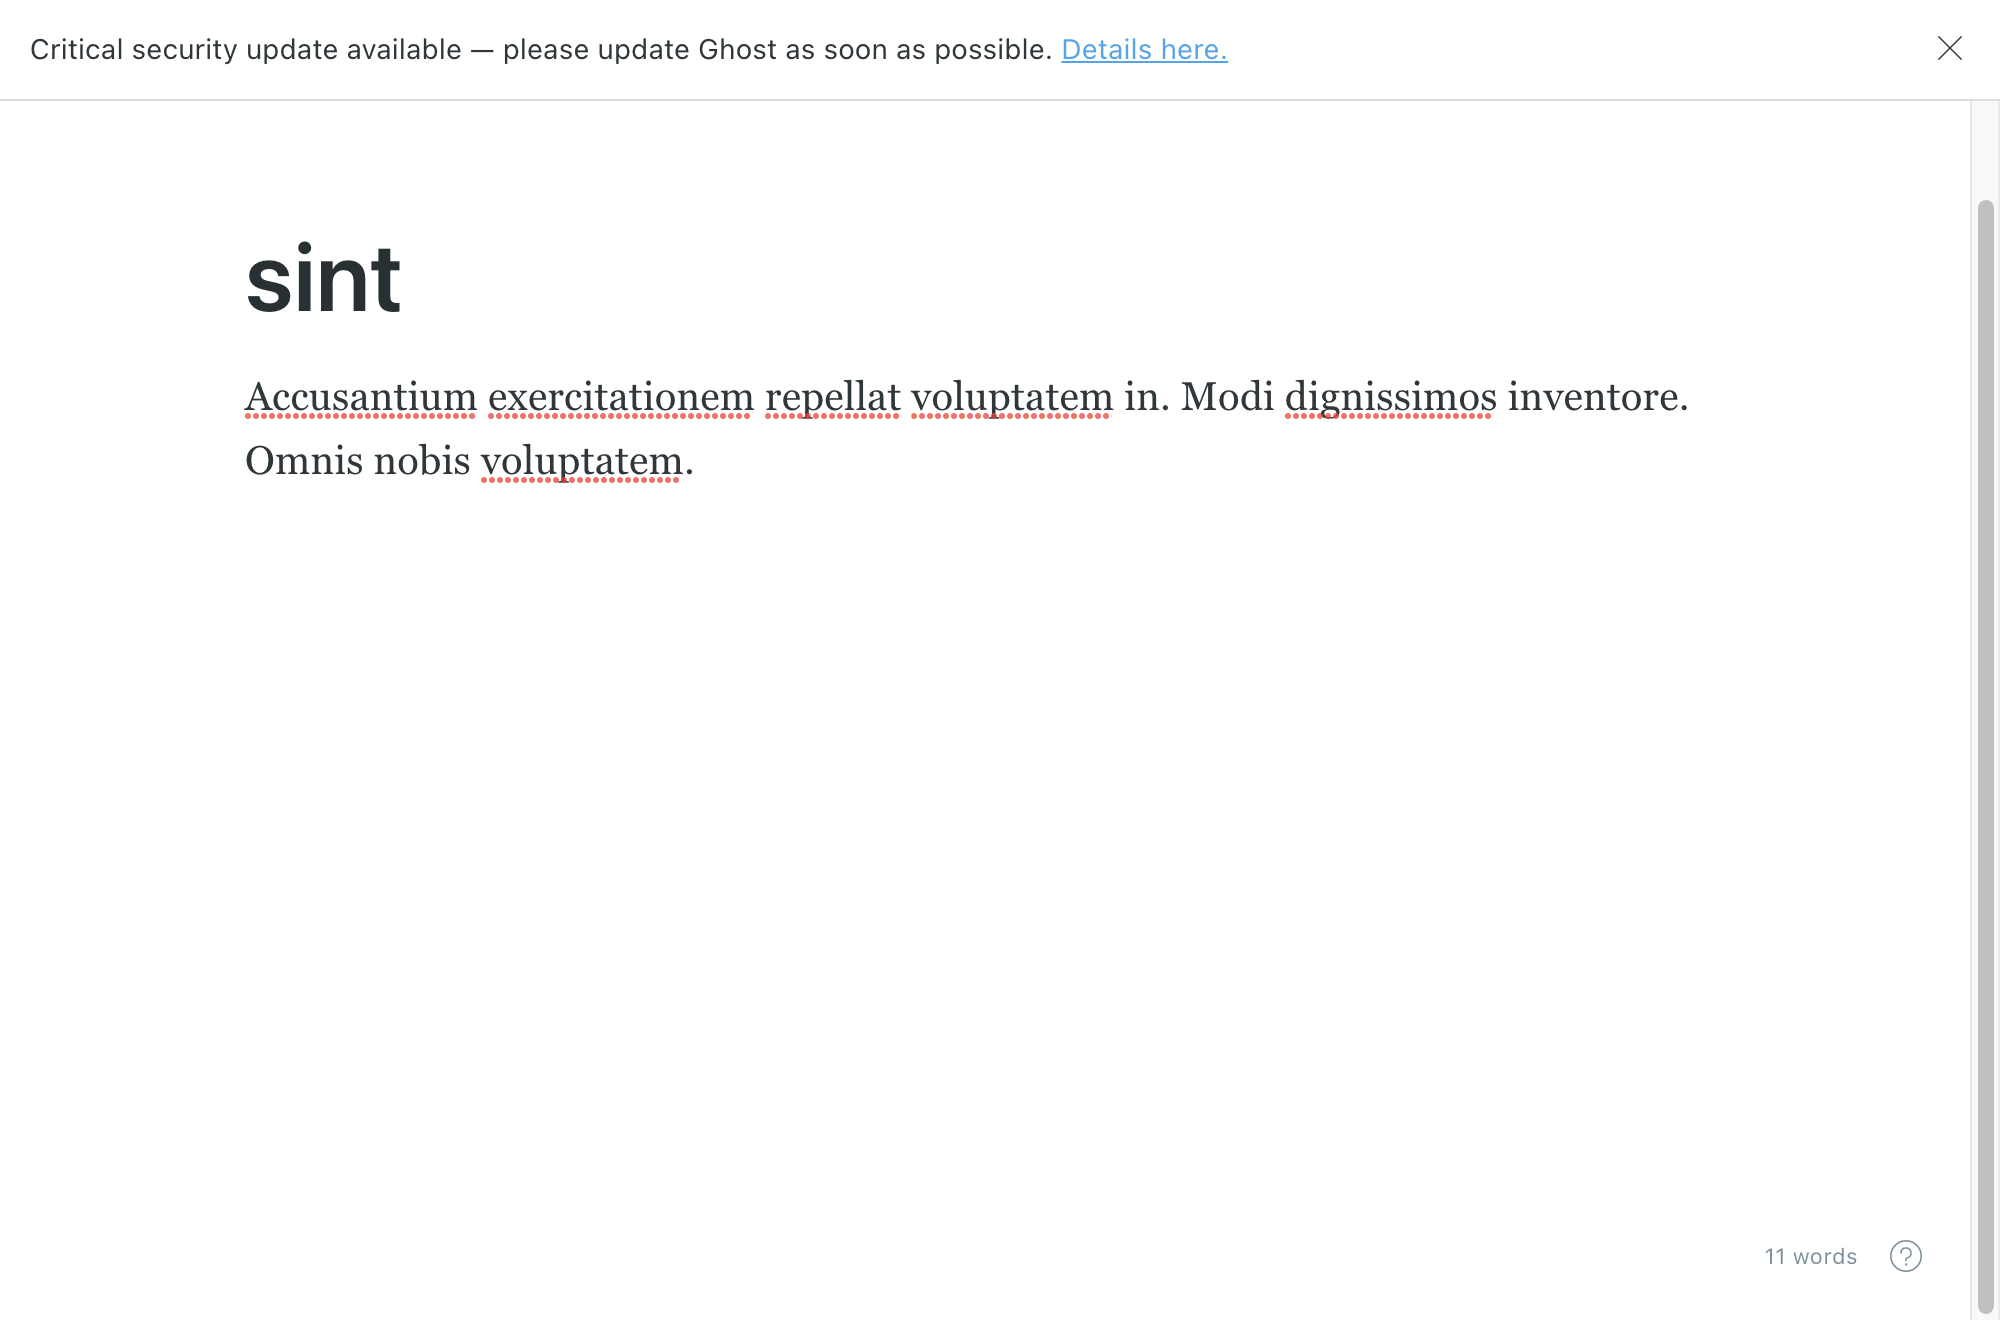 Critical security update available — please update Ghost as soon as possible. Details here.
sint
Accusantium exercitationem repellat voluptatem in. Modi dignissimos inventore.
Omnis nobis voluptatem.
11 words
?